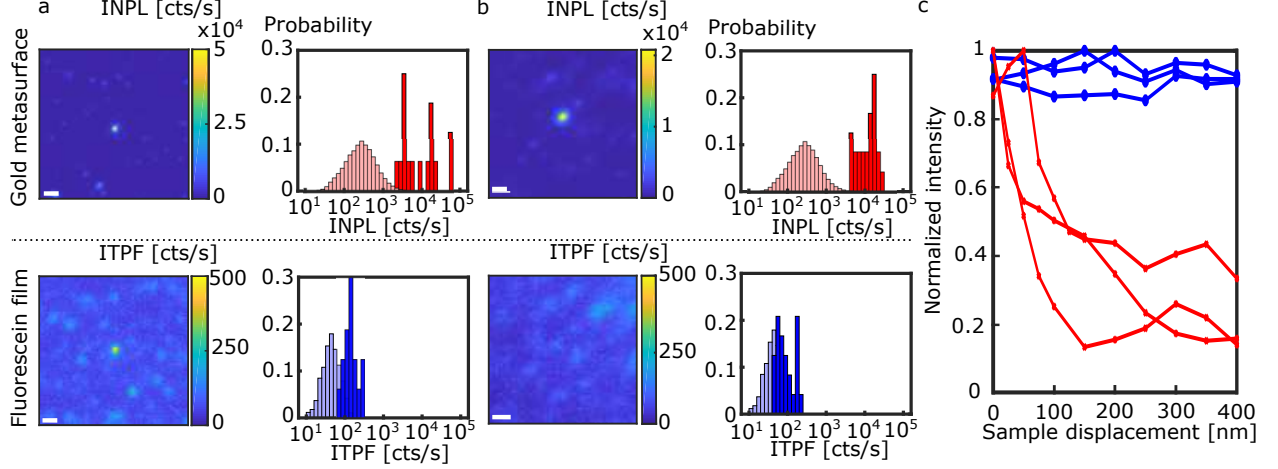 a
INPL [cts/s]
x10⁴
5
2.5
0
Gold metasurface
Probability
0.3
0.2
0.1
0
10¹ 10² 10³ 10⁴ 10⁵
INPL [cts/s]
b
INPL [cts/s]
x10⁴
2
1
0
Probability
0.3
0.2
0.1
0
10¹ 10² 10³ 10⁴ 10⁵
INPL [cts/s]
ITPF [cts/s]
500
250
0
Fluorescein film
0.3
0.2
0.1
0
10¹ 10² 10³ 10⁴ 10⁵
ITPF [cts/s]
ITPF [cts/s]
500
250
0
0.3
0.2
0.1
0
10¹ 10² 10³ 10⁴ 10⁵
ITPF [cts/s]
c
1
0.8
0.6
0.4
0.2
0
Normalized intensity
0 100 200 300 400
Sample displacement [nm]